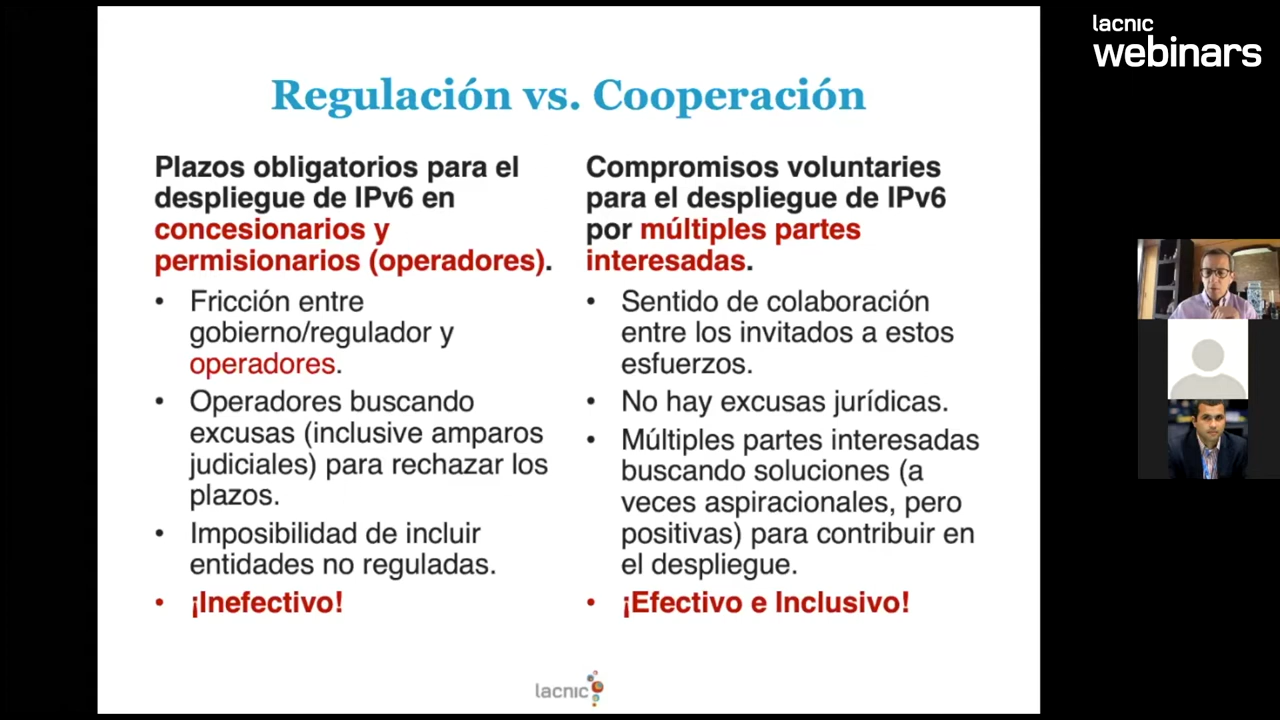 lacnic
webinars
Regulación vs. Cooperación
Plazos obligatorios para el
despliegue de IPv6 en
concesionarios y
permisionarios (operadores).
• Fricción entre
gobierno/regulador y
operadores.
• Operadores buscando
excusas (inclusive amparos
judiciales) para rechazar los
plazos.
• Imposibilidad de incluir
entidades no reguladas.
• ¡Inefectivo!
Compromisos voluntaries
para el despliegue de IPv6
por múltiples partes
interesadas.
• Sentido de colaboración
entre los invitados a estos
esfuerzos.
• No hay excusas jurídicas.
• Múltiples partes interesadas
buscando soluciones (a
veces aspiracionales, pero
positivas) para contribuir en
el despliegue.
• ¡Efectivo e Inclusivo!
lacnic